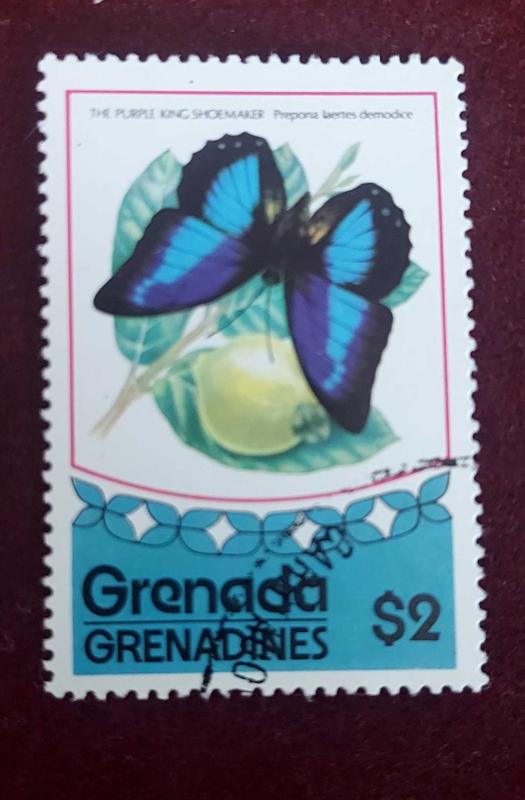 THE PURPLE KING SHOEMAKER Prepona laertes demodice
Grenada
GRENADINES
$2